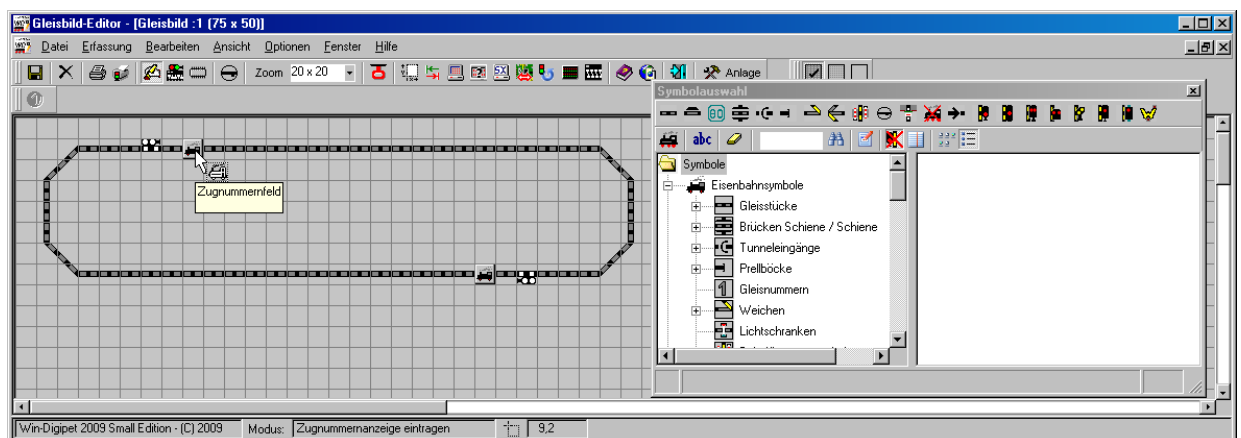 Gleisbild-Editor - [Gleisbild :1 (75 x 50)]
Datei Erfassung Bearbeiten Ansicht Optionen Fenster Hilfe
Zoom 20 x 20 Anlage
Symbolauswahl
abc
Symbole
Eisenbahnsymbole
Gleisstücke
Brücken Schiene / Schiene
Tunneleingänge
Prellböcke
Gleisnummern
Weichen
Lichtschranken
Zugnummernfeld
Win-Digipet 2009 Small Edition - (C) 2009 Modus: Zugnummernanzeige eintragen 9,2